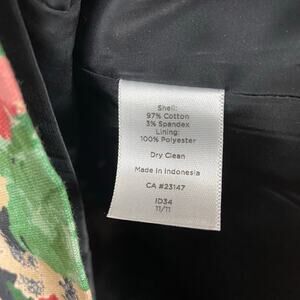 Shell:
97% Cotton
3% Spandex
Lining:
100% Polyester
Dry Clean
Made in Indonesia
CA #23147
ID34
11/11